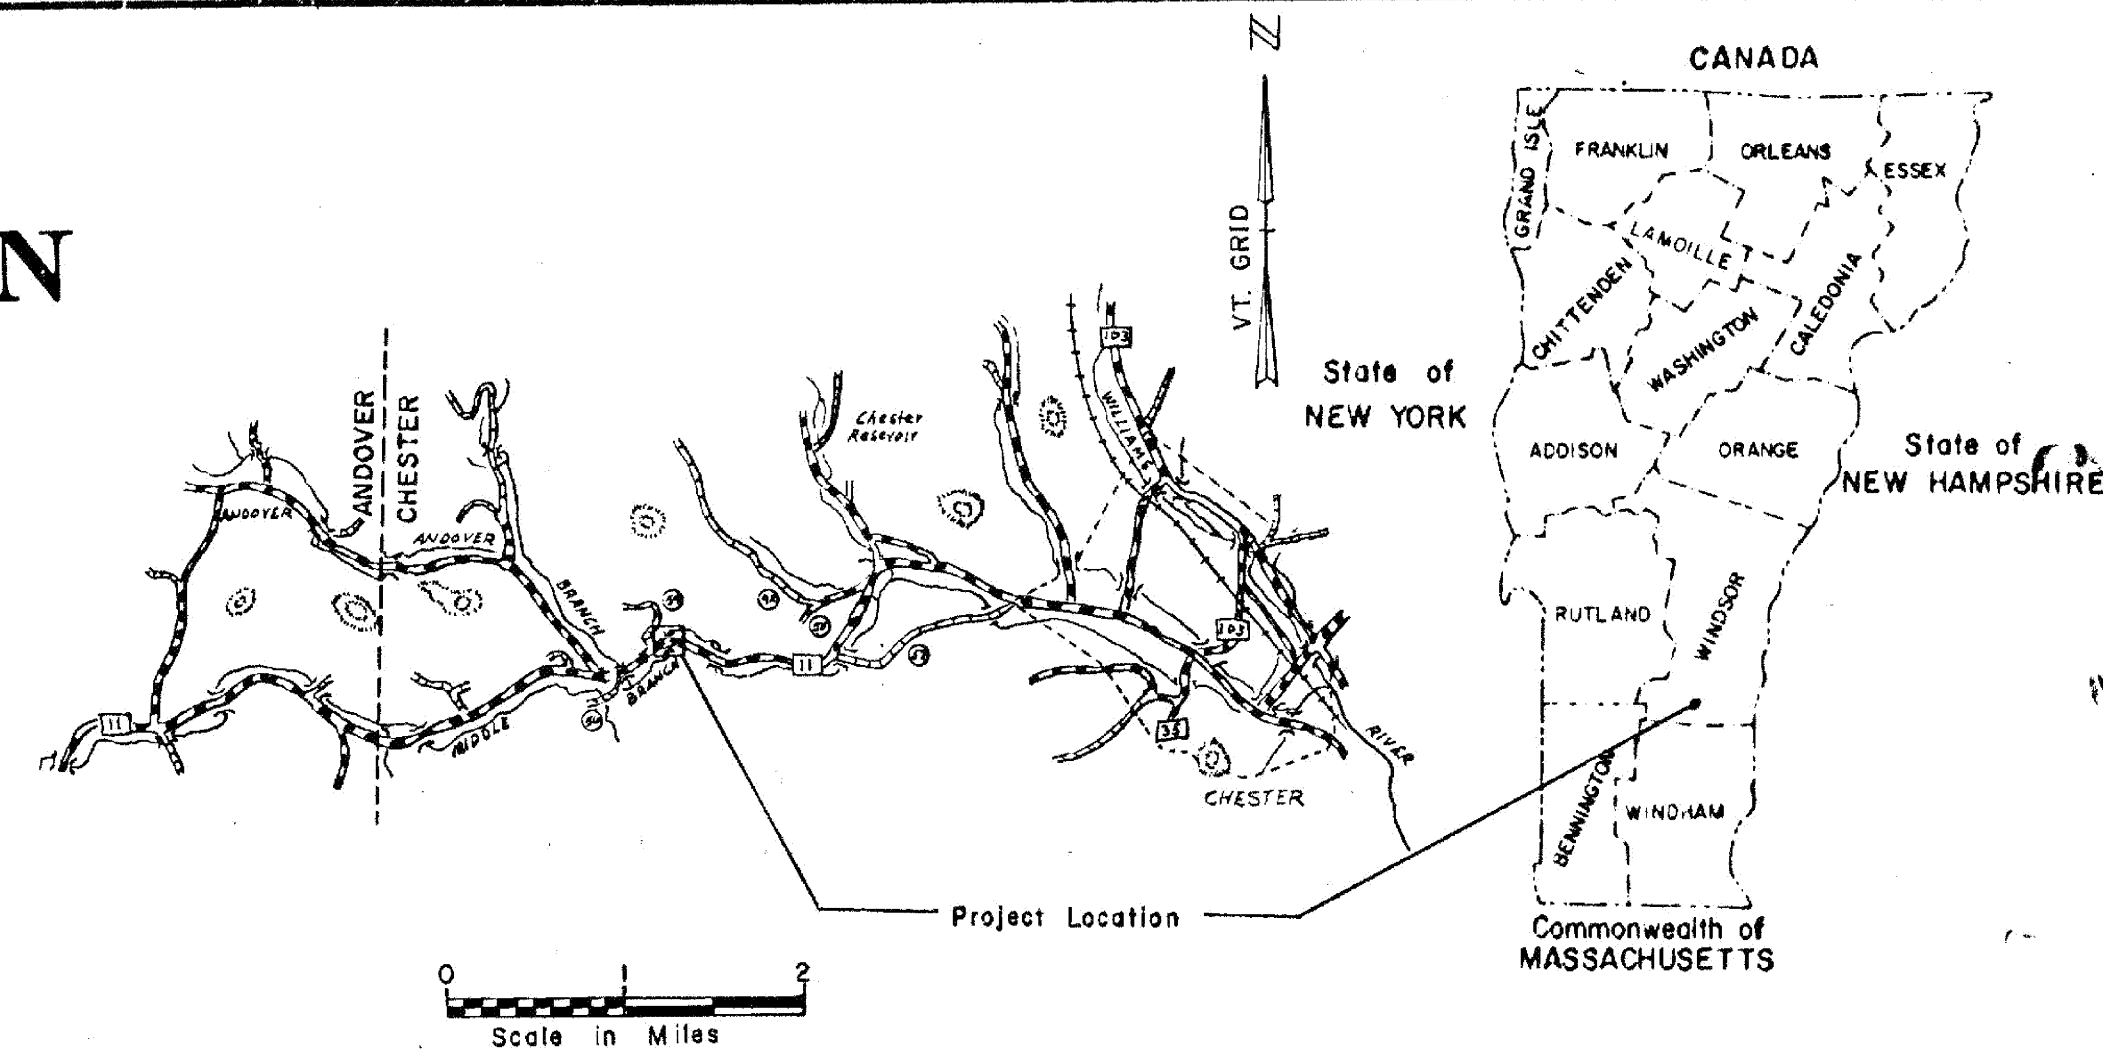 N
N
VT. GRID
ANDOVER
CHESTER
ANDOVER
ANDOVER
BRANCH
BRANCH
MIDDLE
11
11
Chester
Reservoir
103
WILLIAMS
103
35
57
CHESTER
RIVER
Project Location
0 1 2
Scale in Miles
CANADA
GRAND ISLE
FRANKLIN
ORLEANS
ESSEX
LAMOILLE
CHITTENDEN
WASHINGTON
CALEDONIA
State of
NEW YORK
ADDISON
ORANGE
State of
NEW HAMPSHIRE
RUTLAND
WINDSOR
BENNINGTON
WINDHAM
Commonwealth of
MASSACHUSETTS